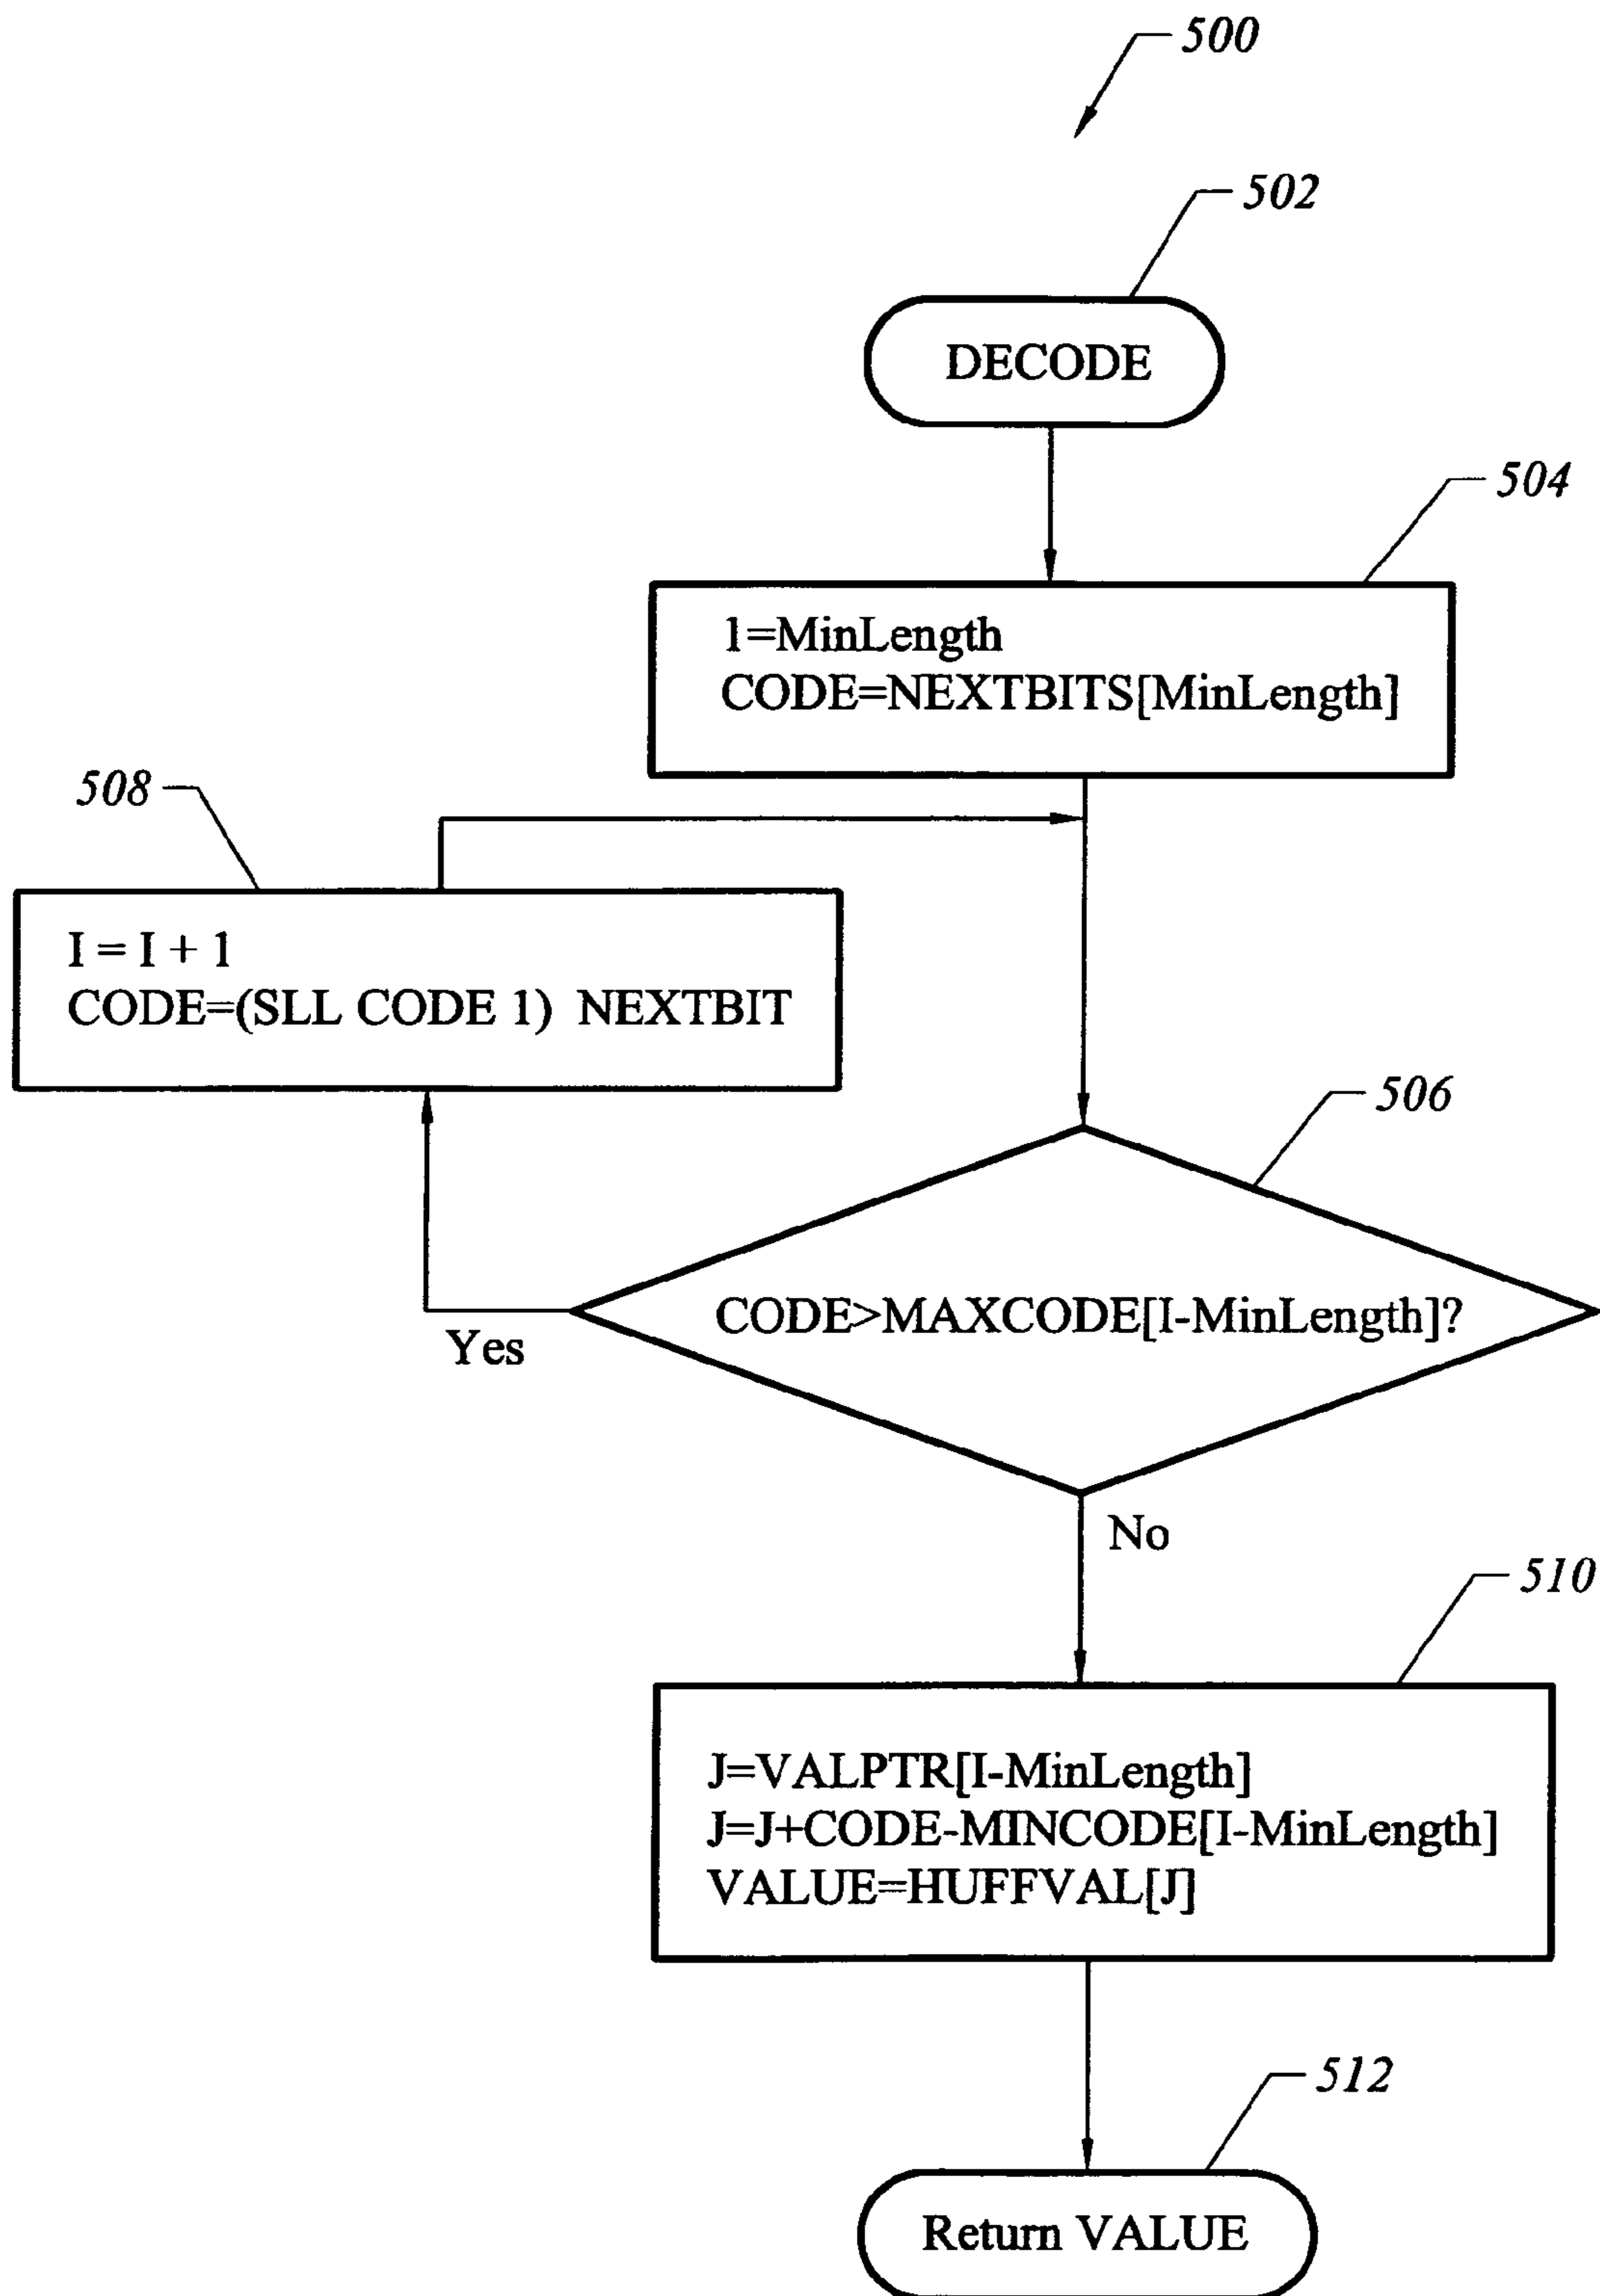 500
502
DECODE
504
1=MinLength
CODE=NEXTBITS[MinLength]
508
I = I + 1
CODE=(SLL CODE 1) NEXTBIT
506
CODE>MAXCODE[I-MinLength]?
Yes
No
510
J=VALPTR[I-MinLength]
J=J+CODE-MINCODE[I-MinLength]
VALUE=HUFFVAL[J]
512
Return VALUE